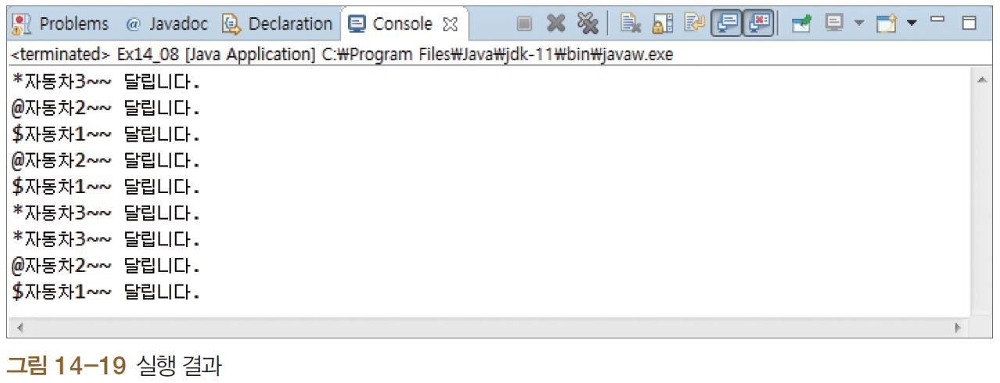 Problems @ Javadoc Declaration Console
<terminated> Ex14_08 [Java Application] C:₩Program Files₩Java₩jdk-11₩bin₩javaw.exe
*자동차3~~ 달립니다.
@자동차2~~ 달립니다.
$자동차1~~ 달립니다.
@자동차2~~ 달립니다.
$자동차1~~ 달립니다.
*자동차3~~ 달립니다.
*자동차3~~ 달립니다.
@자동차2~~ 달립니다.
$자동차1~~ 달립니다.
그림 14-19 실행 결과